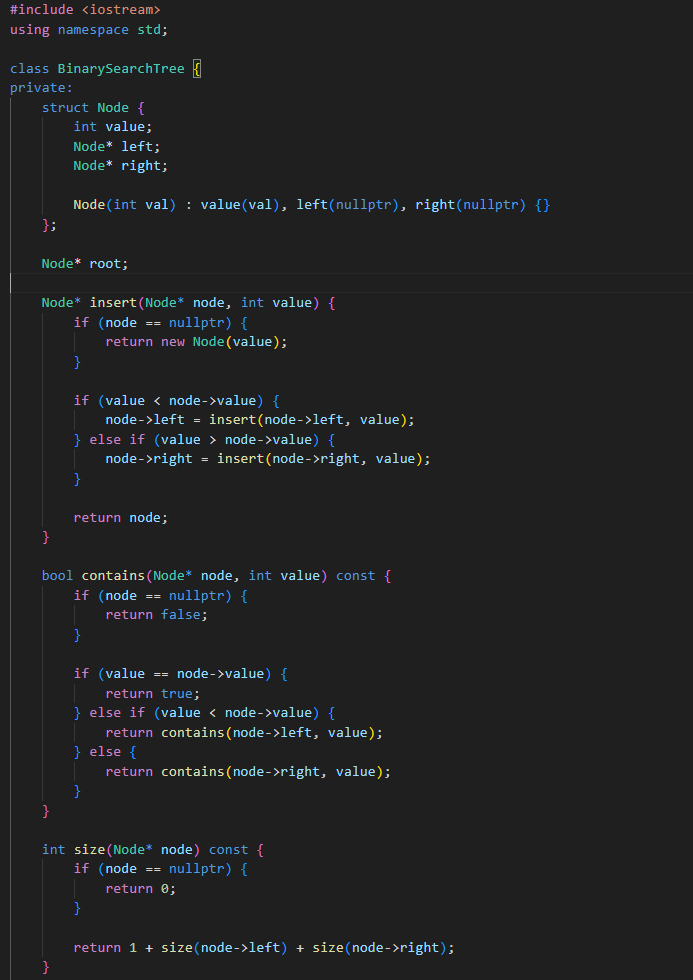 #include <iostream>
using namespace std;

class BinarySearchTree {
private:
    struct Node {
        int value;
        Node* left;
        Node* right;

        Node(int val) : value(val), left(nullptr), right(nullptr) {}
    };

    Node* root;

    Node* insert(Node* node, int value) {
        if (node == nullptr) {
            return new Node(value);
        }

        if (value < node->value) {
            node->left = insert(node->left, value);
        } else if (value > node->value) {
            node->right = insert(node->right, value);
        }

        return node;
    }

    bool contains(Node* node, int value) const {
        if (node == nullptr) {
            return false;
        }

        if (value == node->value) {
            return true;
        } else if (value < node->value) {
            return contains(node->left, value);
        } else {
            return contains(node->right, value);
        }
    }

    int size(Node* node) const {
        if (node == nullptr) {
            return 0;
        }

        return 1 + size(node->left) + size(node->right);
    }